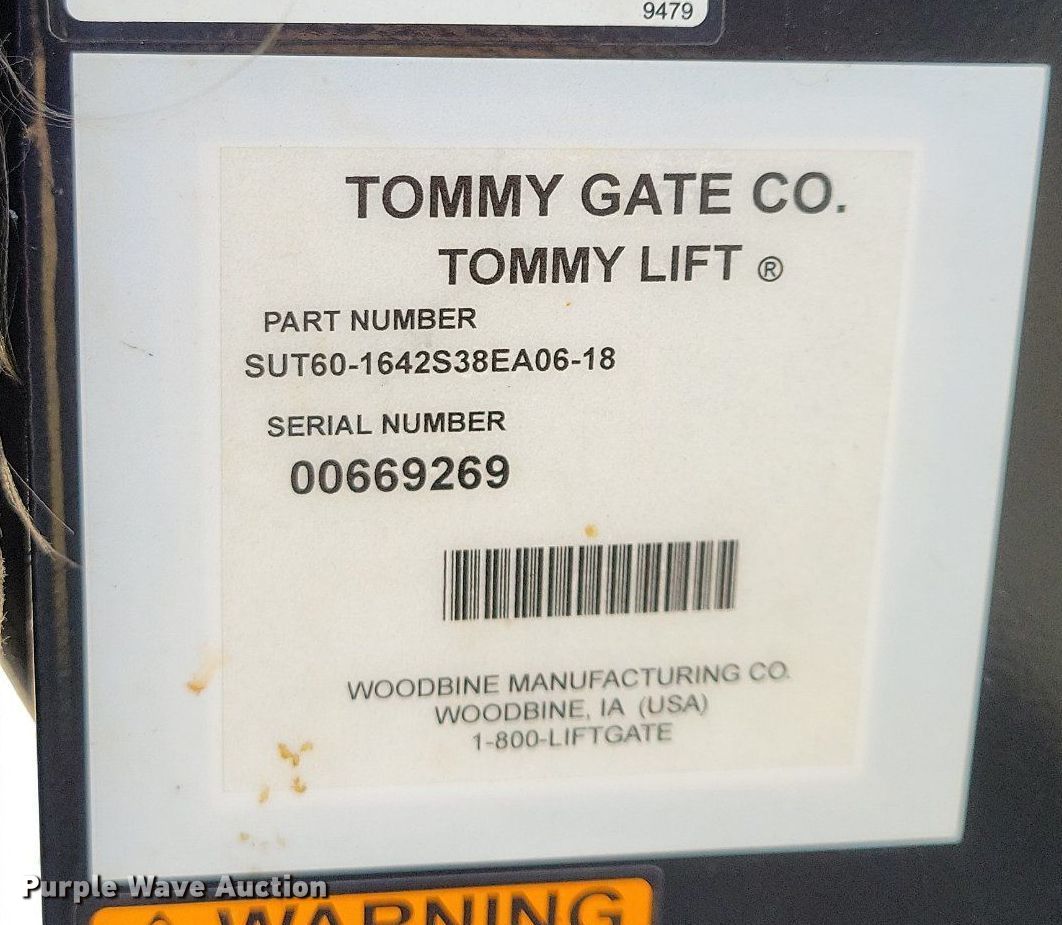 9479
TOMMY GATE CO.
TOMMY LIFT ®
PART NUMBER
SUT60-1642S38EA06-18
SERIAL NUMBER
00669269
WOODBINE MANUFACTURING CO.
WOODBINE, IA (USA)
1-800-LIFTGATE
Purple Wave Auction
WARNING